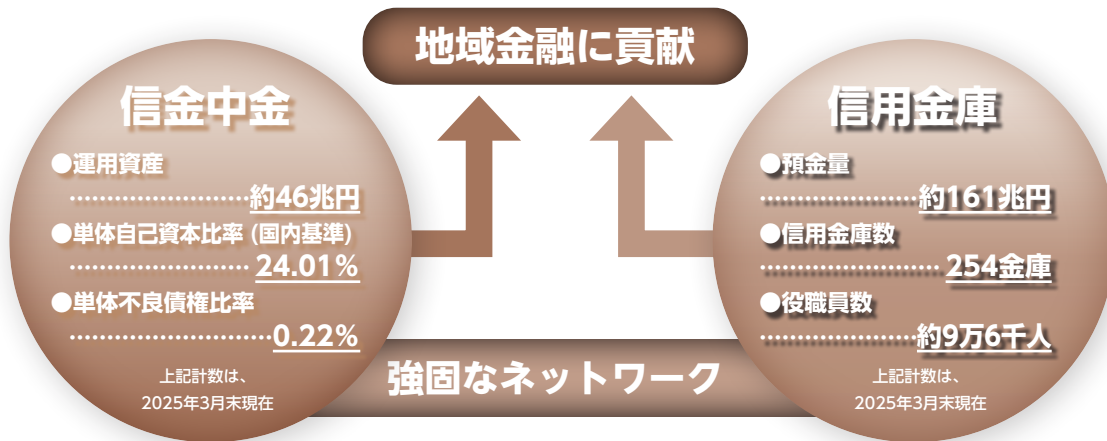 地域金融に貢献
信金中金
●運用資産
約46兆円
●単体自己資本比率 (国内基準)
24.01%
●単体不良債権比率
0.22%
上記計数は、
2025年3月末現在
信用金庫
●預金量
約161兆円
●信用金庫数
254金庫
●役職員数
約9万6千人
上記計数は、
2025年3月末現在
強固なネットワーク